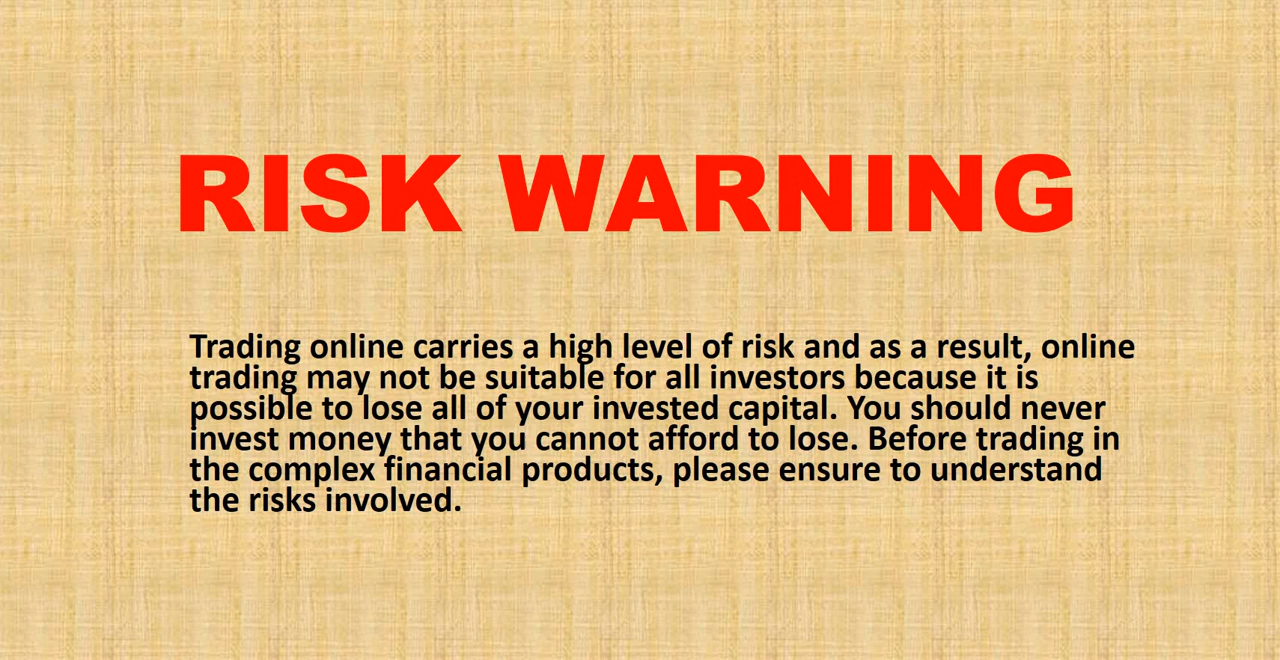 RISK WARNING
Trading online carries a high level of risk and as a result, online
trading may not be suitable for all investors because it is
possible to lose all of your invested capital. You should never
invest money that you cannot afford to lose. Before trading in
the complex financial products, please ensure to understand
the risks involved.